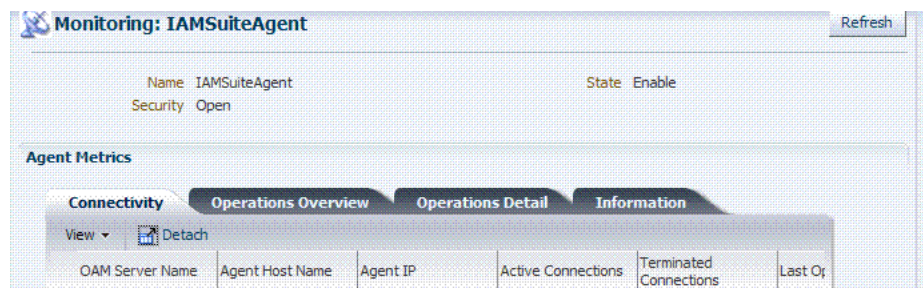 Monitoring: IAMSuiteAgent
Refresh
Name IAMSuiteAgent
State Enable
Security Open
Agent Metrics
Connectivity Operations Overview Operations Detail Information
View Detach
OAM Server Name Agent Host Name Agent IP Active Connections Terminated Connections Last